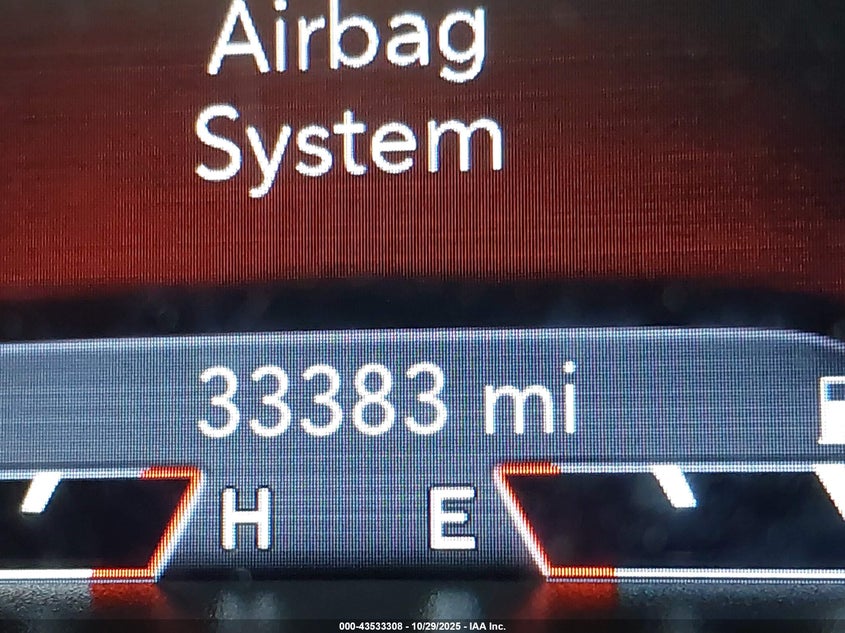 Airbag
System
33383 mi
H E
000-43533308 - 10/29/2025 - IAA Inc.